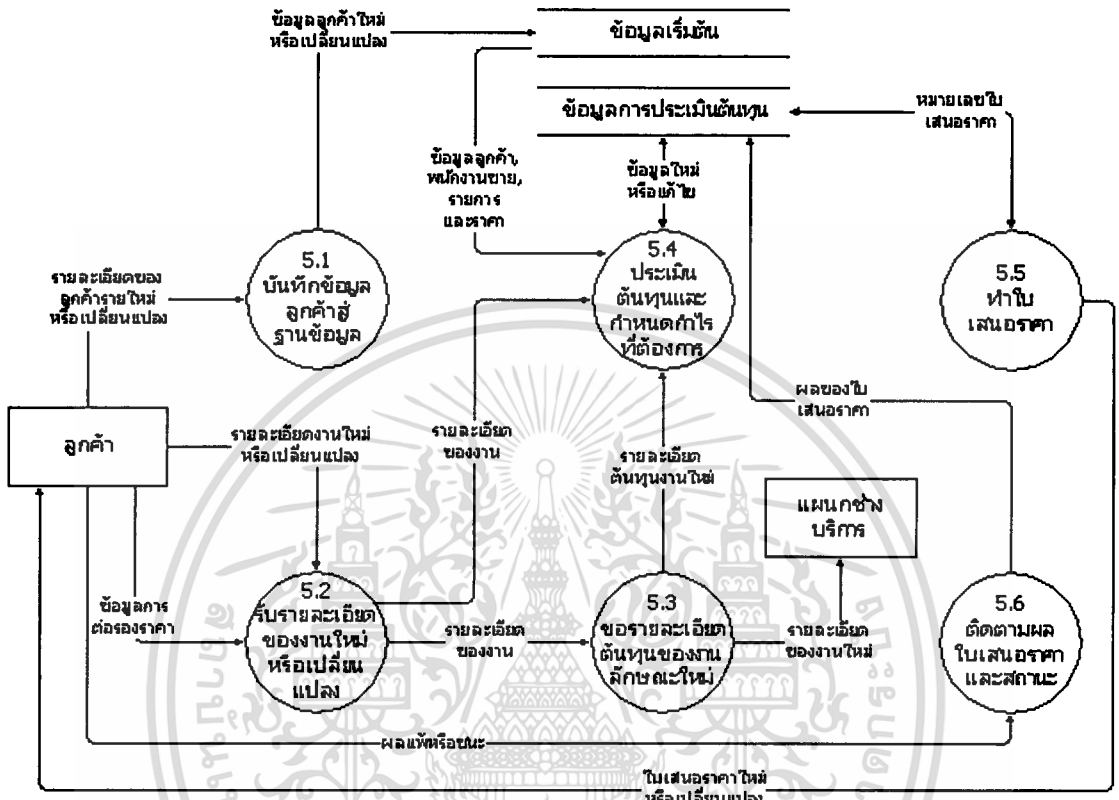 ข้อมูลลูกค้าใหม่
หรือเปลี่ยนแปลง
ข้อมูลเริ่มต้น
ข้อมูลการประเมินต้นทุน
หมายเลขใบ
เสนอราคา
ข้อมูลลูกค้า,
พนักงานขาย,
รายการ
และราคา
ข้อมูลใหม่
หรือแก้ไข
5.1
บันทึกข้อมูล
ลูกค้าสู่
ฐานข้อมูล
5.4
ประเมิน
ต้นทุนและ
กำหนดกำไร
ที่ต้องการ
5.5
ทำใบ
เสนอราคา
รายละเอียดของ
ลูกค้ารายใหม่
หรือเปลี่ยนแปลง
ผลของใบ
เสนอราคา
ลูกค้า
รายละเอียดงานใหม่
หรือเปลี่ยนแปลง
รายละเอียด
ของงาน
รายละเอียด
ต้นทุนงานใหม่
แผนกช่าง
บริการ
ข้อมูลการ
ต่อรองราคา
5.2
รับรายละเอียด
ของงานใหม่
หรือเปลี่ยน
แปลง
รายละเอียด
ของงาน
5.3
ขอรายละเอียด
ต้นทุนของงาน
ลักษณะใหม่
รายละเอียด
ของงานใหม่
5.6
ติดตามผล
ใบเสนอราคา
และสถานะ
ผลแพ้หรือชนะ
ใบเสนอราคาใหม่
หรือเปลี่ยนแปลง